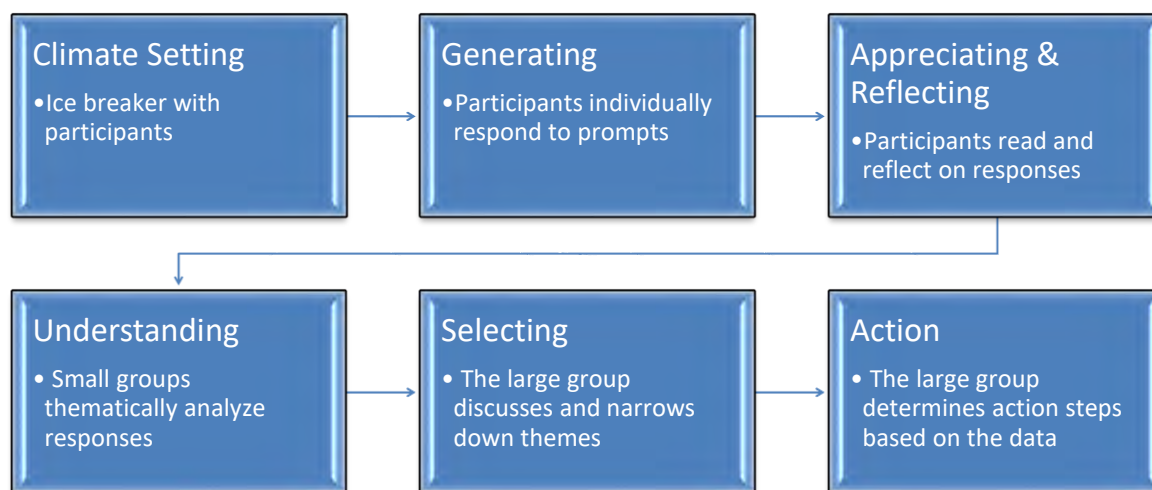 Climate Setting
•Ice breaker with
participants
Generating
•Participants individually
respond to prompts
Appreciating &
Reflecting
•Participants read and
reflect on responses
Understanding
• Small groups
thematically analyze
responses
Selecting
• The large group
discusses and narrows
down themes
Action
• The large group
determines action steps
based on the data